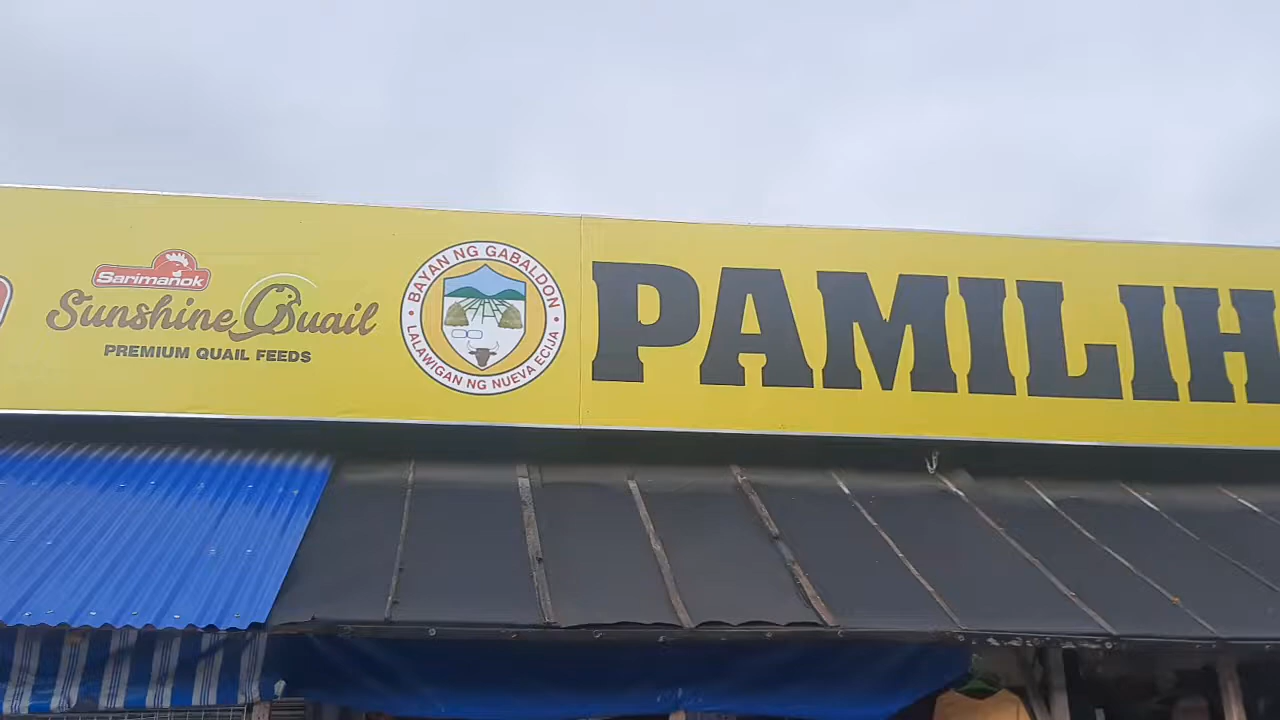 Sarimanok
Sunshine Quail
PREMIUM QUAIL FEEDS
BAYAN NG GABALDON
LALAWIGAN NG NUEVA ECIJA
PAMILIH